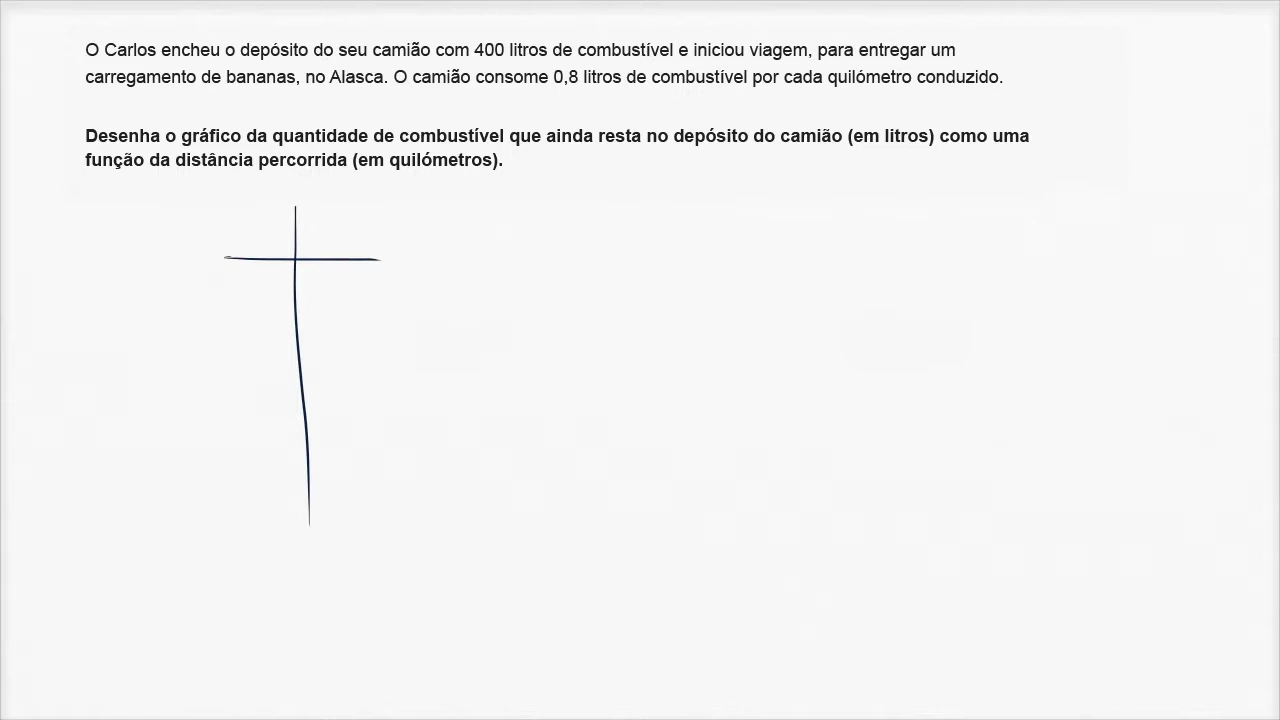 O Carlos encheu o depósito do seu camião com 400 litros de combustível e iniciou viagem, para entregar um
carregamento de bananas, no Alasca. O camião consome 0,8 litros de combustível por cada quilómetro conduzido.
Desenha o gráfico da quantidade de combustível que ainda resta no depósito do camião (em litros) como uma
função da distância percorrida (em quilómetros).